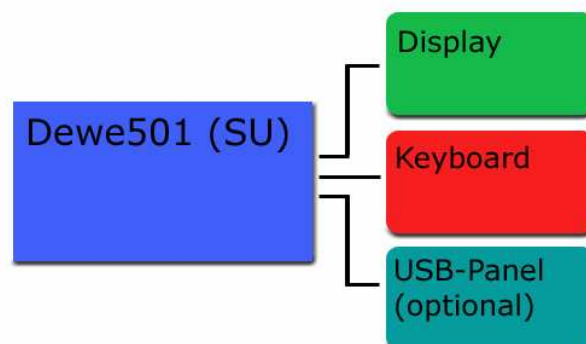 Dewe501 (SU)
Display
Keyboard
USB-Panel
(optional)